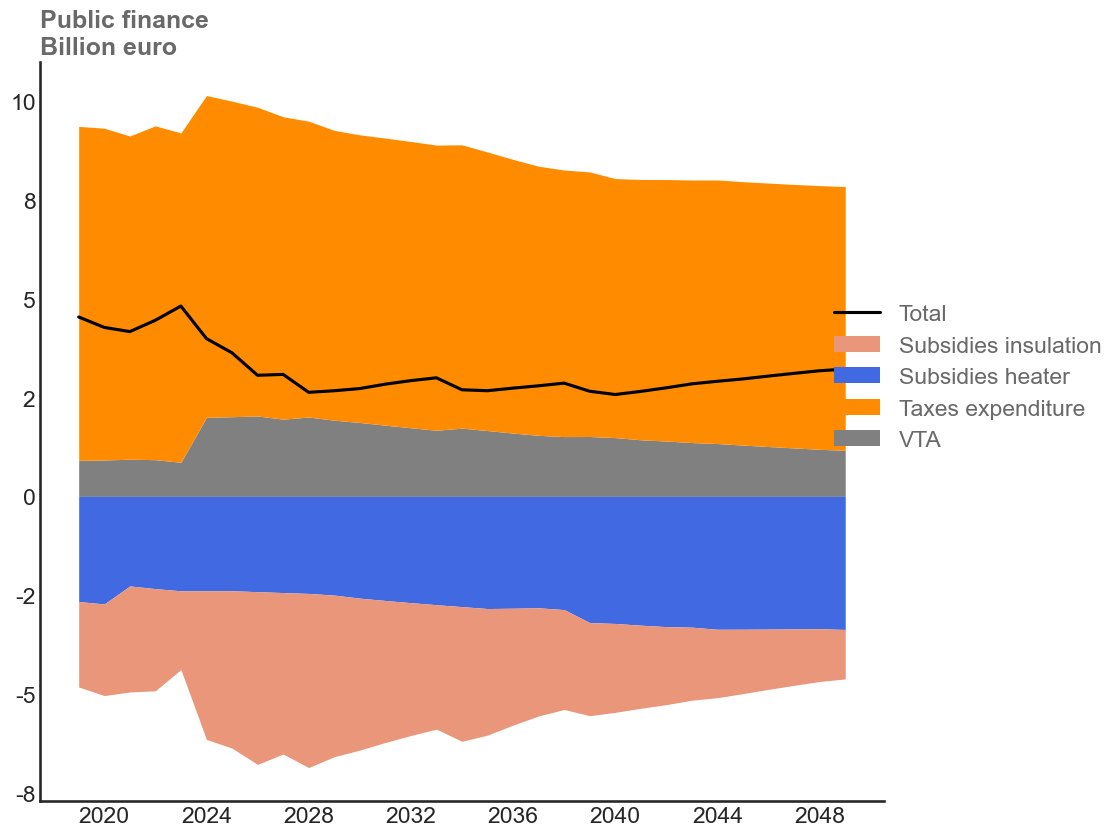 Public finance
Billion euro
10
8
5
2
0
-2
-5
-8
2020 2024 2028 2032 2036 2040 2044 2048
Total
Subsidies insulation
Subsidies heater
Taxes expenditure
VTA